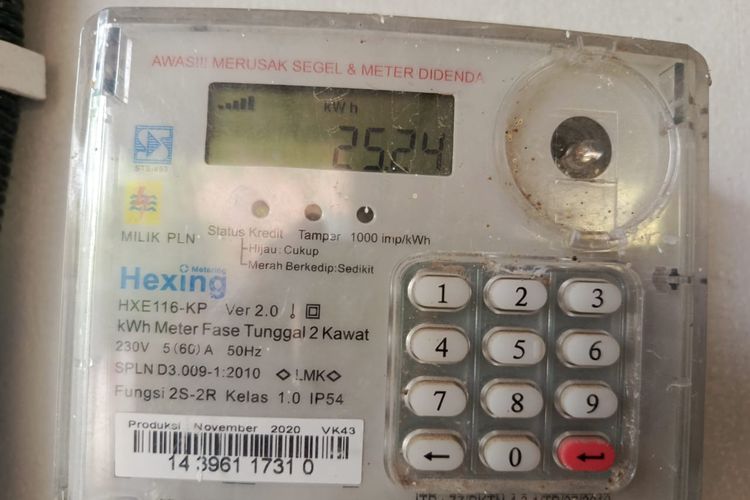 AWAS!!! MERUSAK SEGEL & METER DIDENDA
kWh
25.24
MILIK PLN
Status Kredit Tamper 1000 imp/kWh
Hijau: Cukup
Merah Berkedip:Sedikit
Metering
Hexing
HXE116-KP Ver 2.0
kWh Meter Fase Tunggal 2 Kawat
230V 5(60)A 50Hz
SPLN D3.009-1:2010 ◇LMK◇
Fungsi 2S-2R Kelas 1.0 IP54
Produksi: November 2020 VK43
14 3961 1731 0
1 2 3
4 5 6
7 8 9
← 0 ↵